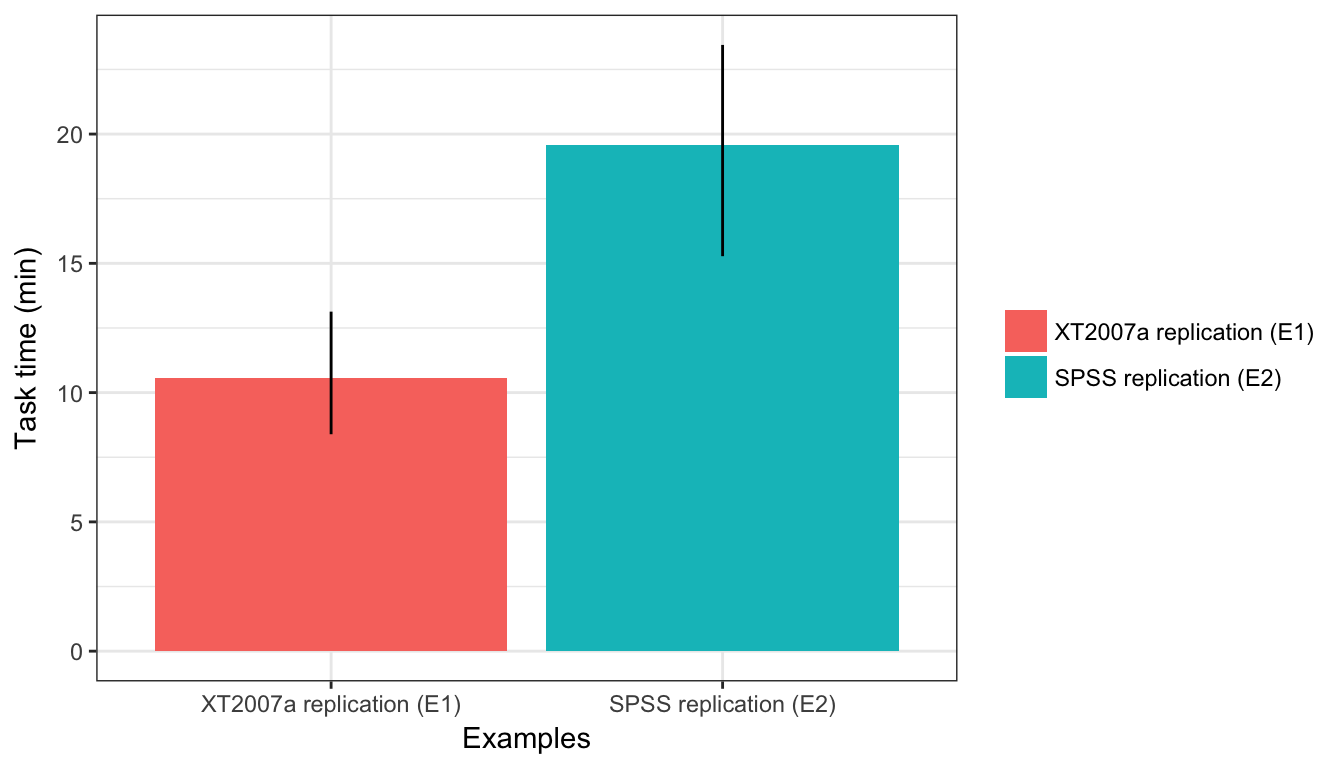 Task time (min)
20
15
10
5
0
XT2007a replication (E1)
SPSS replication (E2)
Examples
XT2007a replication (E1)
SPSS replication (E2)